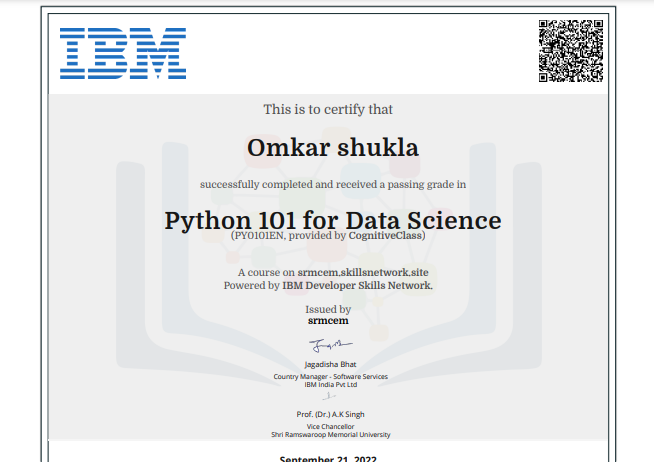 IBM
This is to certify that
Omkar shukla
successfully completed and received a passing grade in
Python 101 for Data Science
(PY0101EN, provided by CognitiveClass)
A course on srmcem.skillsnetwork.site
Powered by IBM Developer Skills Network.
Issued by
srmcem
Jagadisha Bhat
Country Manager - Software Services
IBM India Pvt Ltd
Prof. (Dr.) A.K Singh
Vice Chancellor
Shri Ramswaroop Memorial University
September 21, 2022